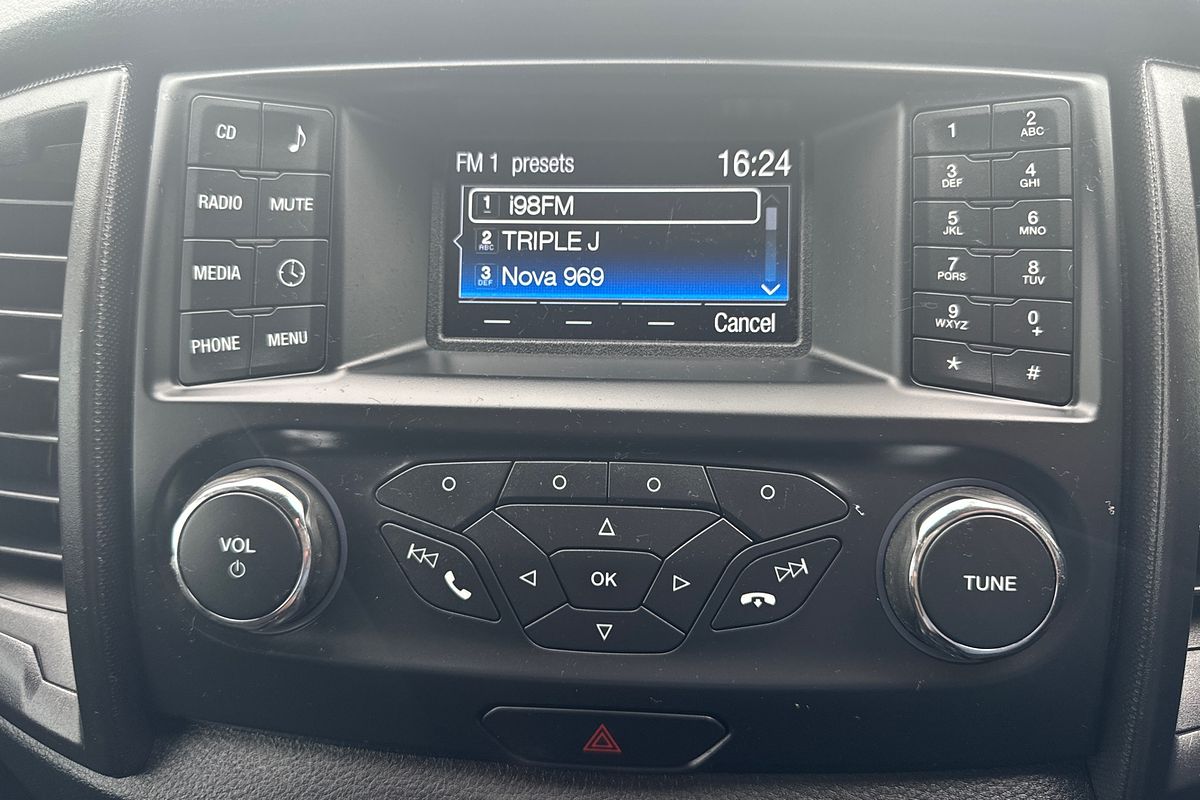 CD
RADIO MUTE
MEDIA
PHONE MENU
FM 1 presets 16:24
1 i98FM
2 ABC TRIPLE J
3 DEF Nova 969
Cancel
1 2 ABC
3 DEF 4 GHI
5 JKL 6 MNO
7 PQRS 8 TUV
9 WXYZ 0 +
* #
VOL
OK
TUNE